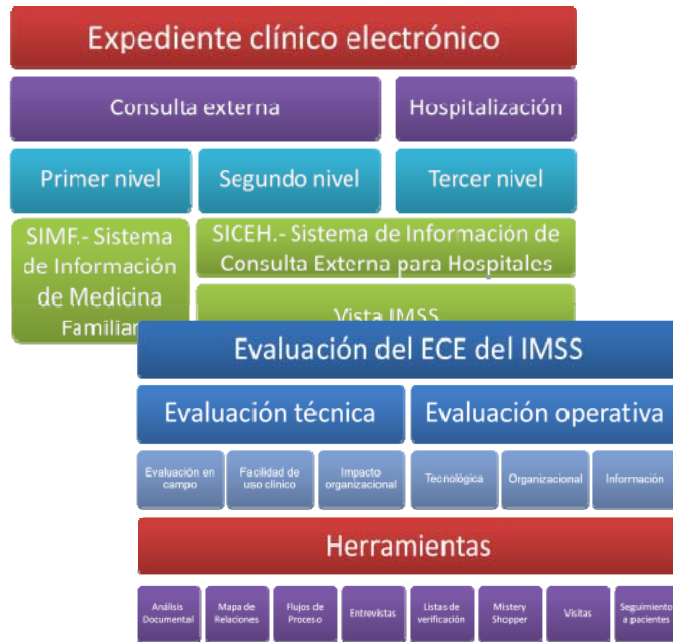 Expediente clínico electrónico
Consulta externa
Hospitalización
Primer nivel
Segundo nivel
Tercer nivel
SIMF.- Sistema
de Información
de Medicina
Familiar
SICEH.- Sistema de Información de
Consulta Externa para Hospitales
Vista IMSS
Evaluación del ECE del IMSS
Evaluación técnica
Evaluación operativa
Evaluación en
campo
Facilidad de
uso clínico
Impacto
organizacional
Tecnológica
Organizacional
Información
Herramientas
Análisis
Documental
Mapa de
Relaciones
Flujos de
Proceso
Entrevistas
Listas de
verificación
Mistery
Shopper
Visitas
Seguimiento
a pacientes